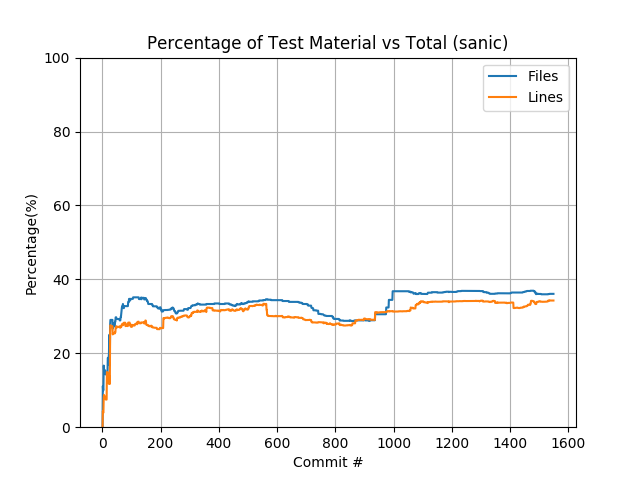 Percentage of Test Material vs Total (sanic)
Files
Lines
Percentage(%)
100
80
60
40
20
0
0 200 400 600 800 1000 1200 1400 1600
Commit #